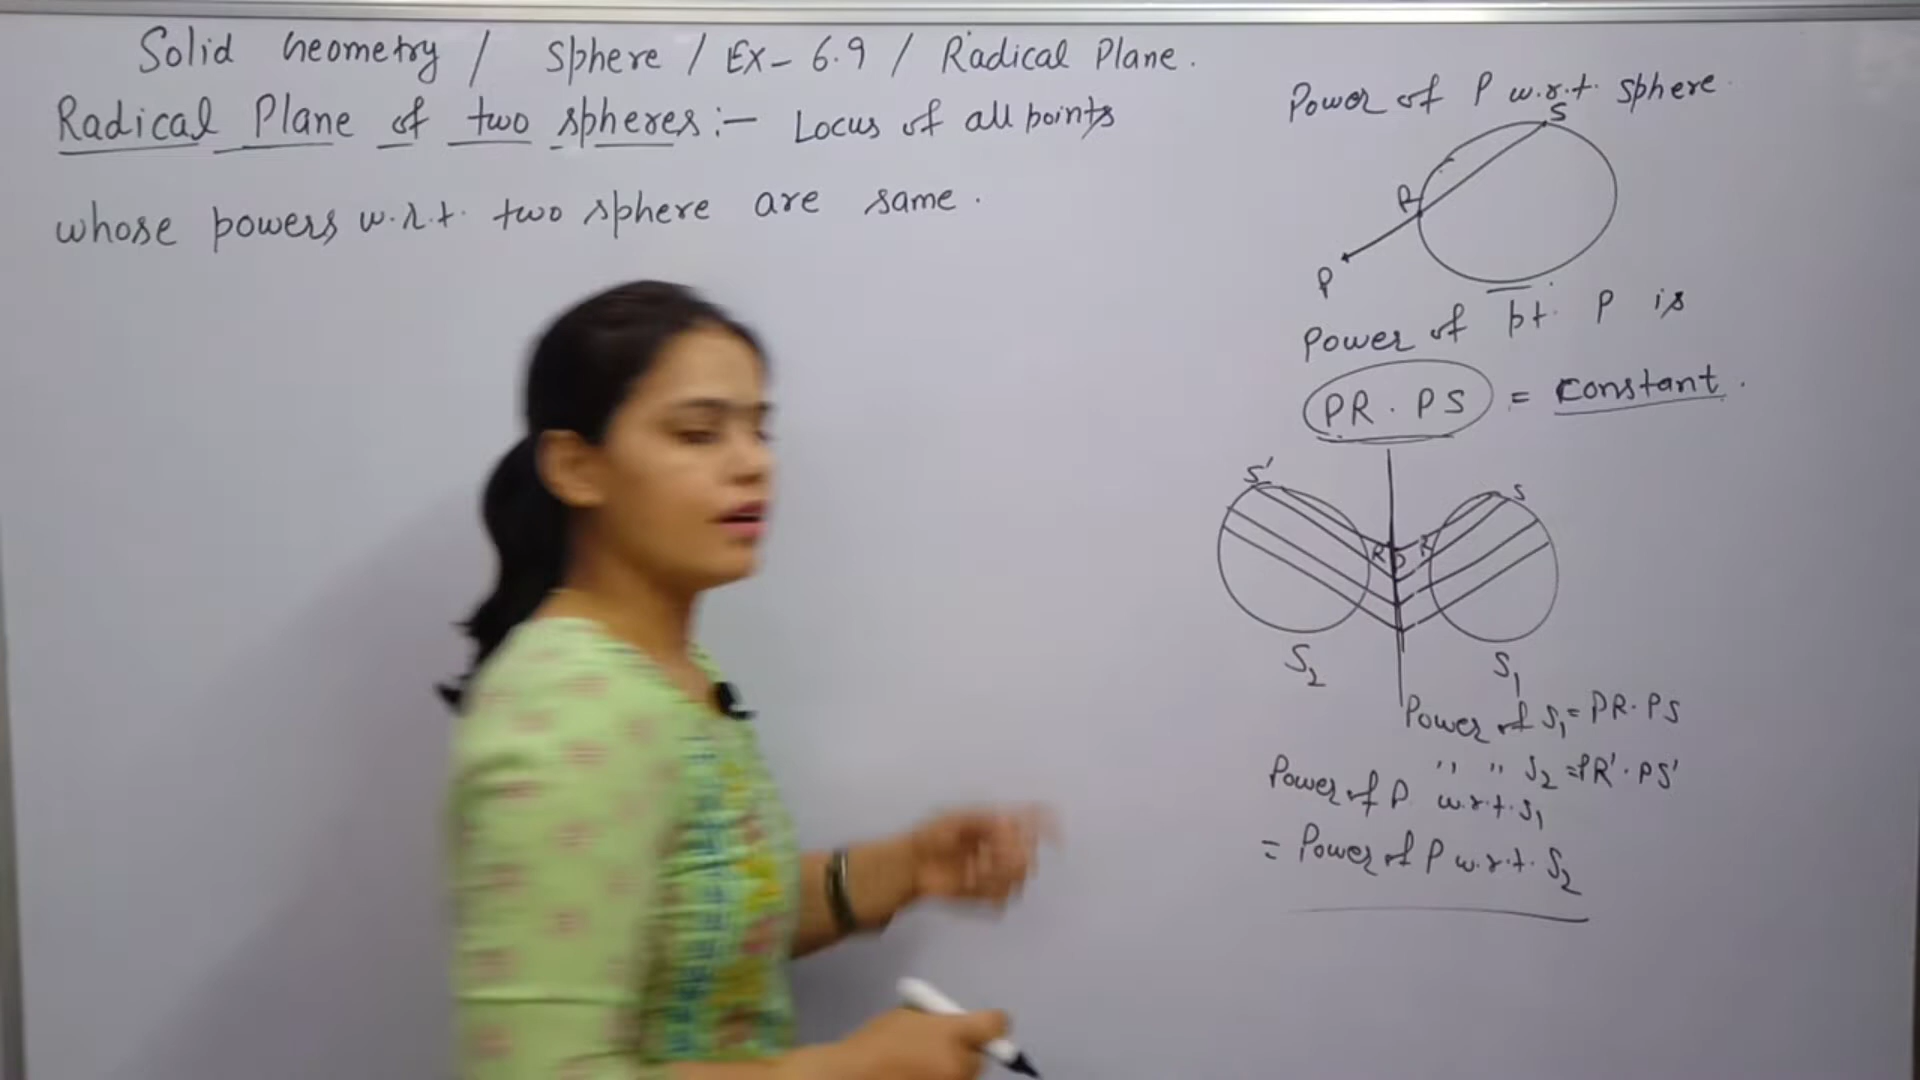 Solid Geometry / Sphere / Ex- 6.9 / Radical Plane.
Radical Plane of two spheres :- Locus of all points
whose powers w.r.t. two sphere are same.
Power of P w.r.t. sphere
S
R
P
Power of pt. P is
PR . PS = constant.
S' S
R P R
S2 S1
Power of S1 = PR. PS
" " S2 = PR'. PS'
Power of P w.r.t. S1
= Power of P w.r.t. S2